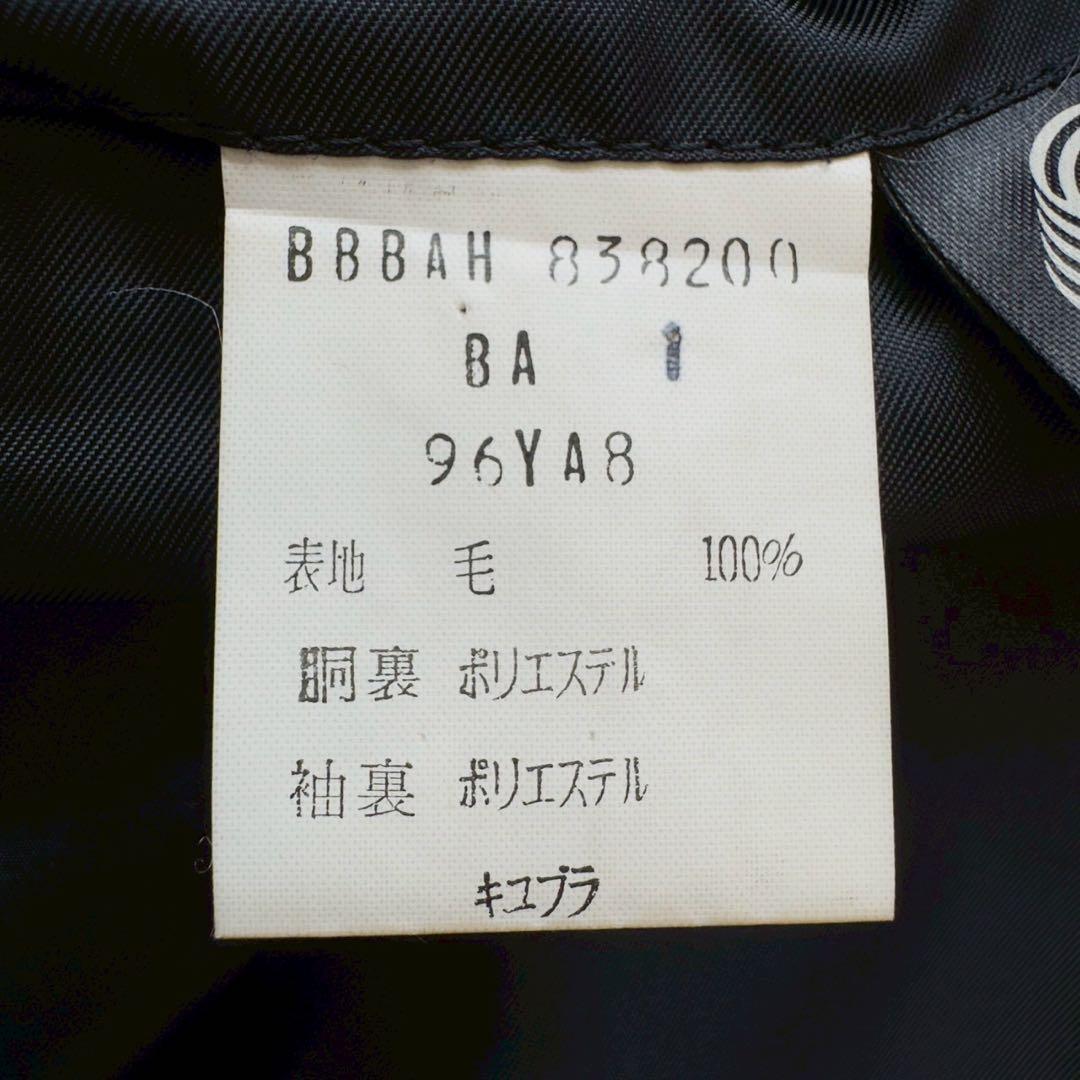 BBBAH 838200
BA 1
96YA8
表地 毛 100%
胴裏 ポリエステル
袖裏 ポリエステル
キュプラ